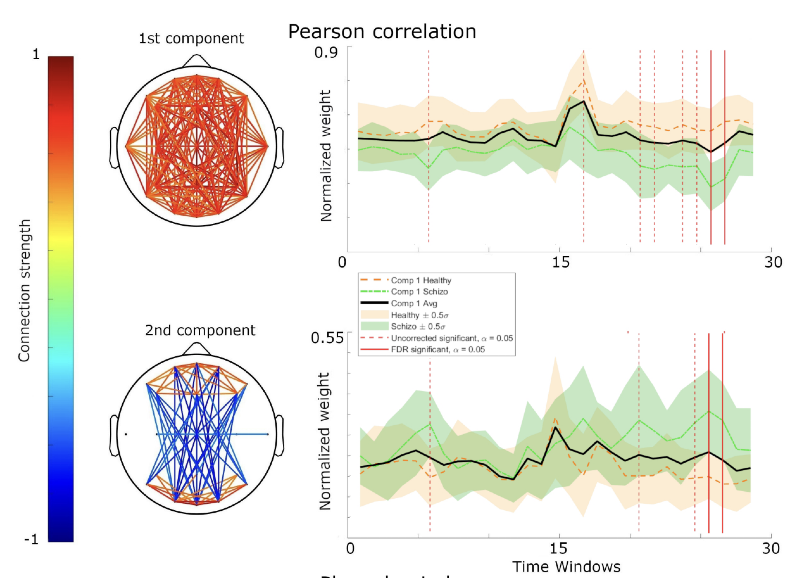 Pearson correlation
1st component
1
0.9
Normalized weight
0
15
30
Connection strength
Comp 1 Healthy
Comp 1 Schizo
Comp 1 Avg
Healthy ± 0.5σ
Schizo ± 0.5σ
Uncorrected significant, α = 0.05
FDR significant, α = 0.05
2nd component
0.55
Normalized weight
-1
0
15
30
Time Windows